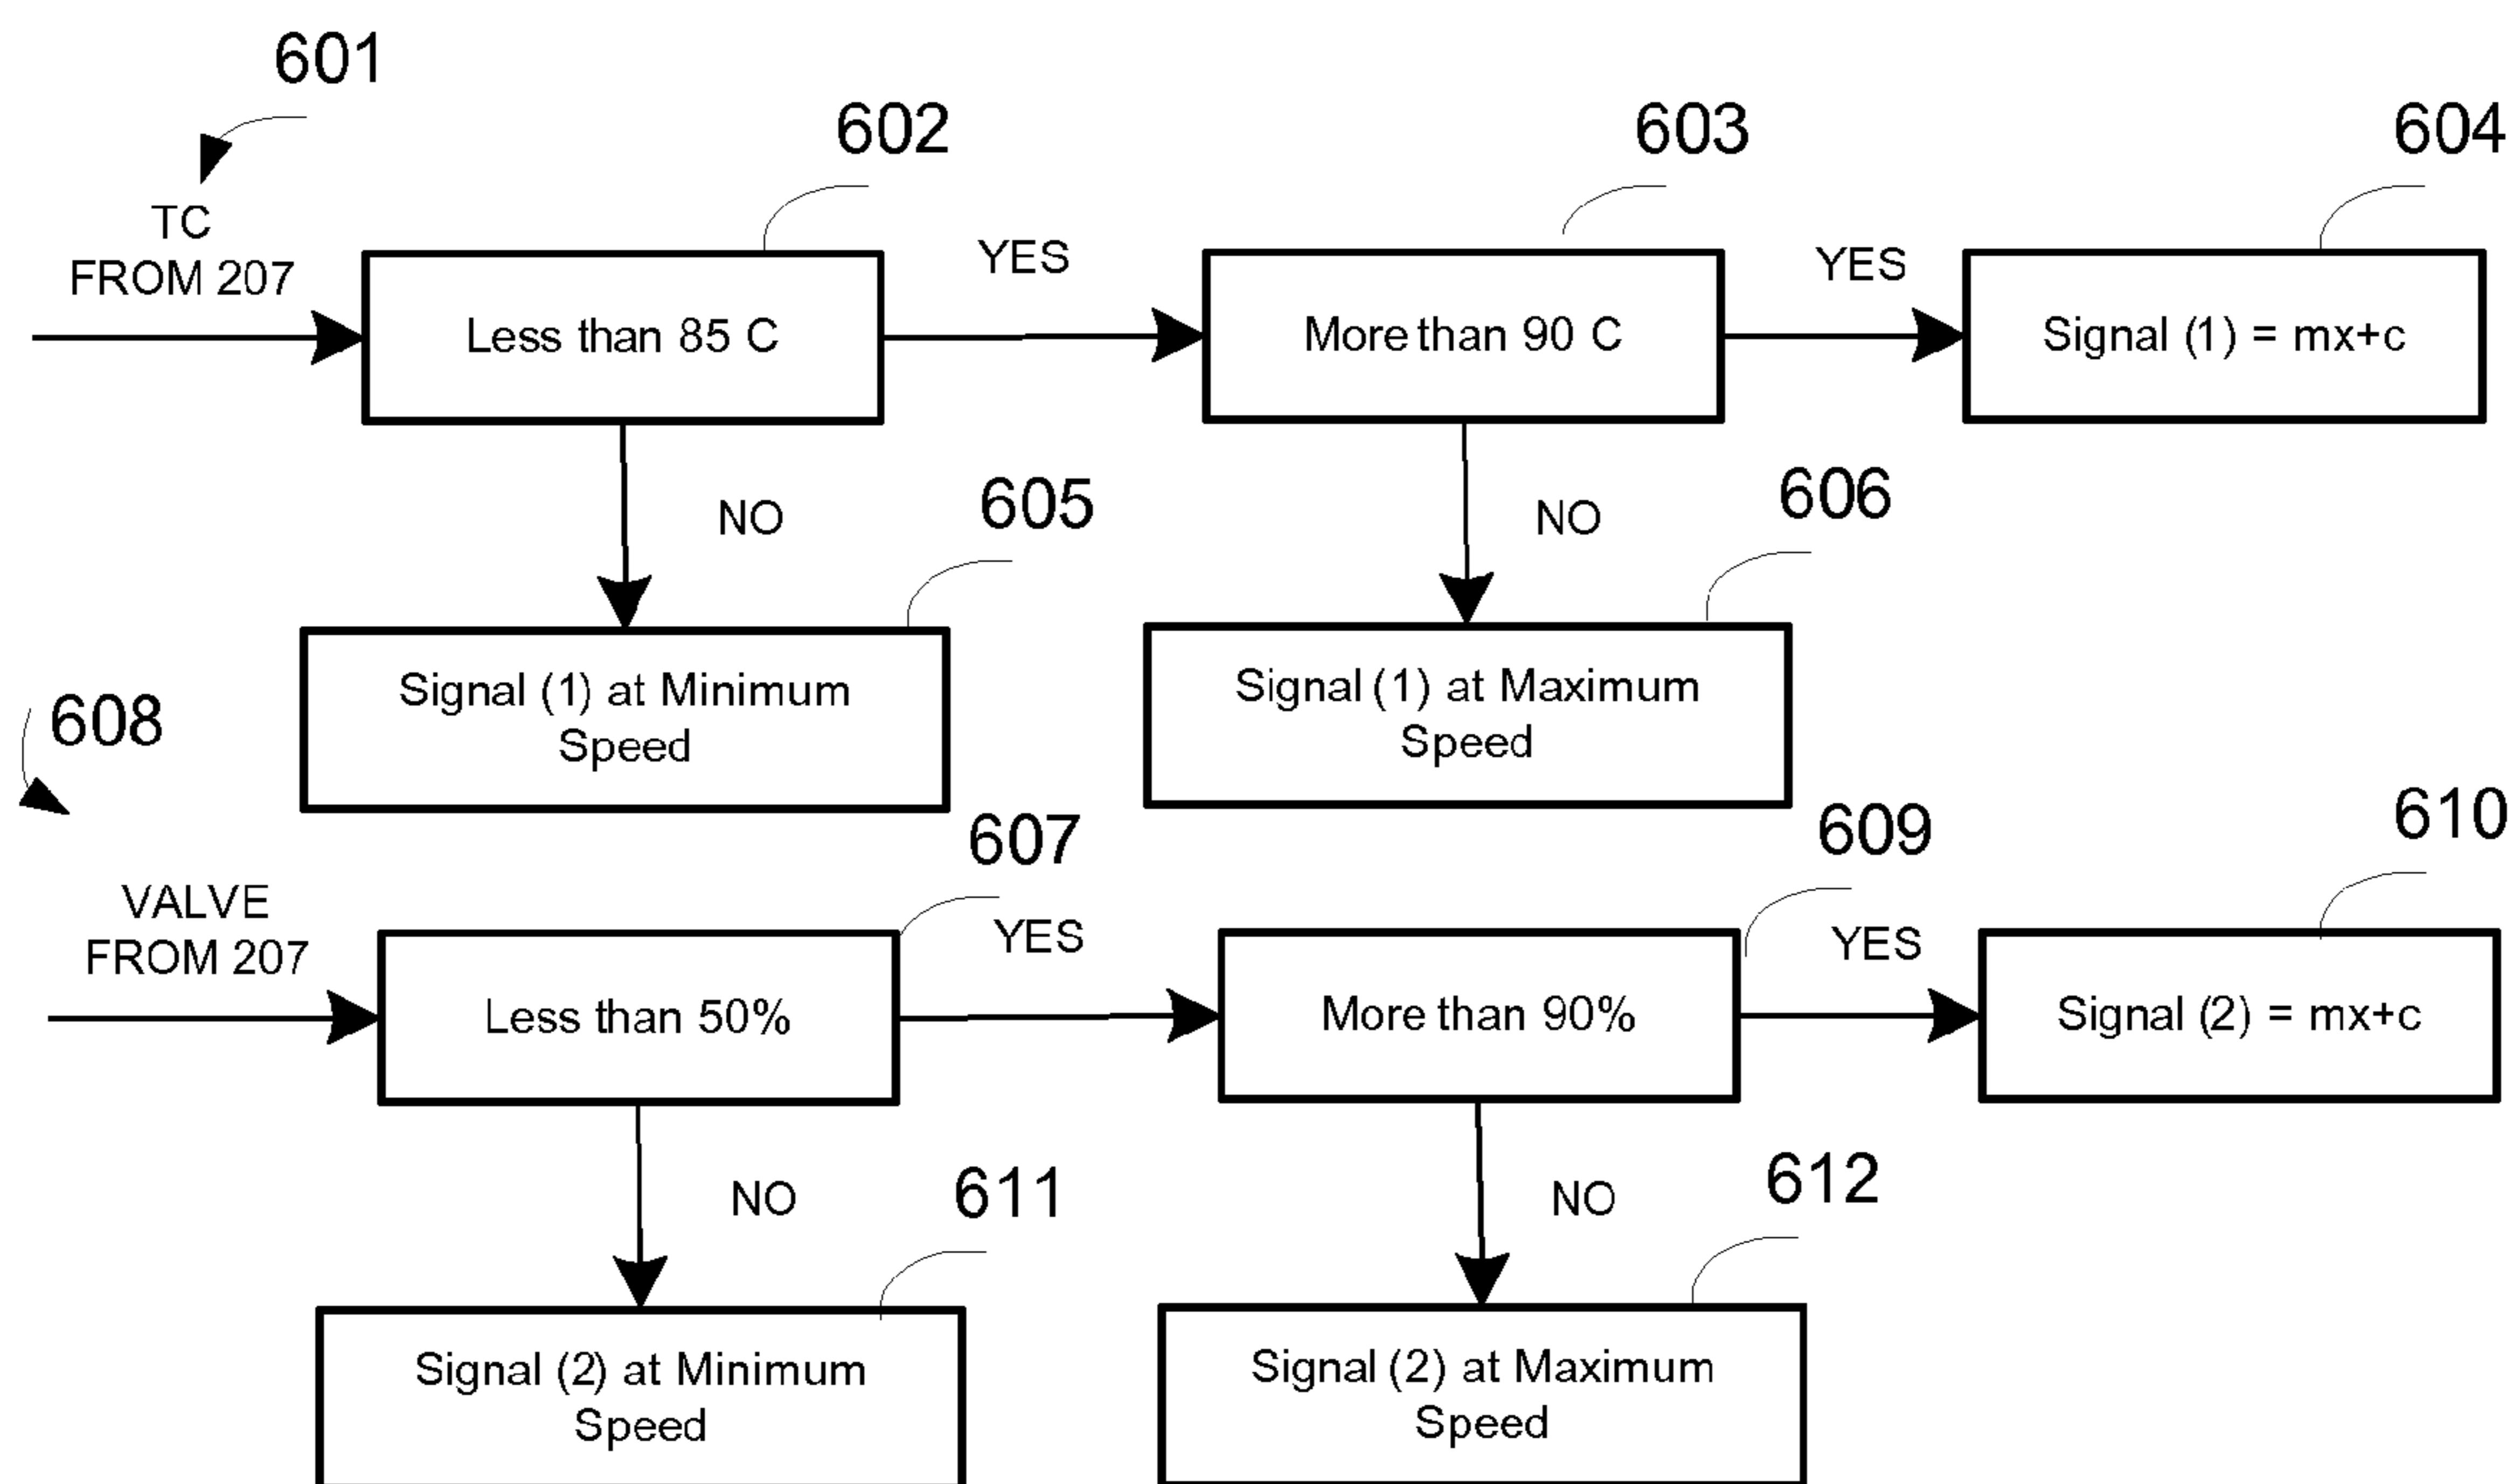 601
602
603
604
TC
FROM 207
YES
YES
Less than 85 C
More than 90 C
Signal (1) = mx+c
NO
605
NO
606
Signal (1) at Minimum
Speed
Signal (1) at Maximum
Speed
608
607
609
610
VALVE
FROM 207
YES
YES
Less than 50%
More than 90%
Signal (2) = mx+c
NO
611
NO
612
Signal (2) at Minimum
Speed
Signal (2) at Maximum
Speed